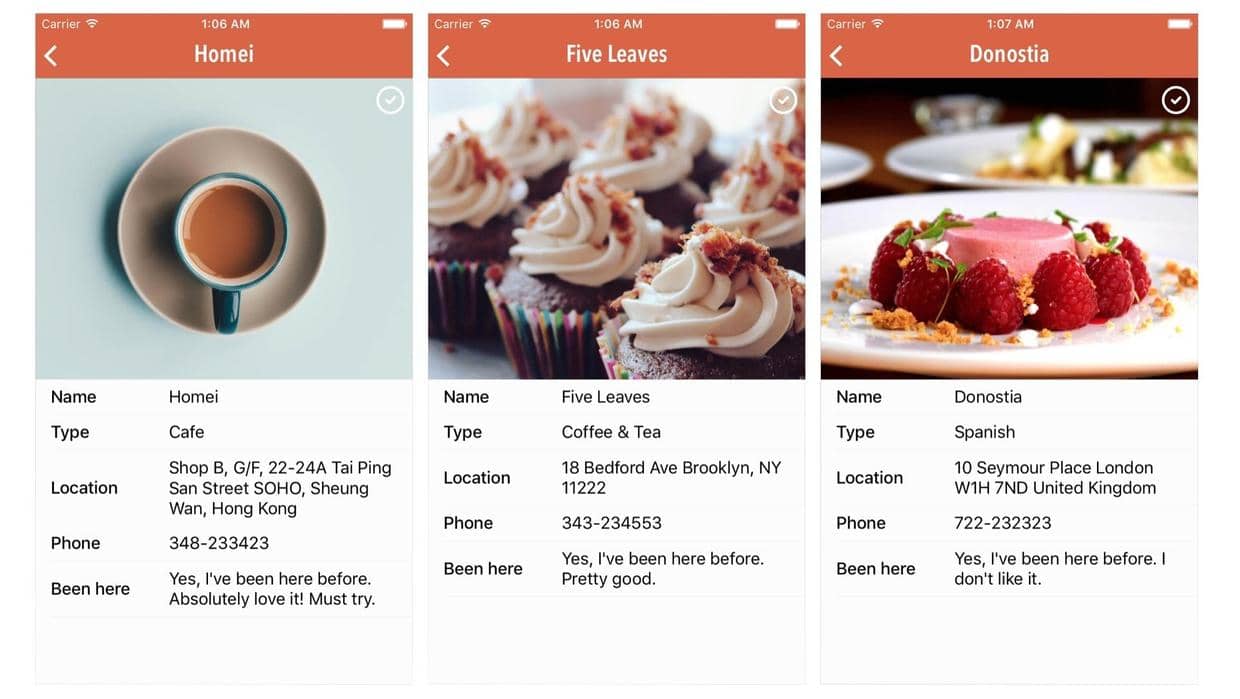 Carrier 1:06 AM
Homei
Name Homei
Type Cafe
Location Shop B, G/F, 22-24A Tai Ping
San Street SOHO, Sheung
Wan, Hong Kong
Phone 348-233423
Been here Yes, I've been here before.
Absolutely love it! Must try.
Carrier 1:06 AM
Five Leaves
Name Five Leaves
Type Coffee & Tea
Location 18 Bedford Ave Brooklyn, NY
11222
Phone 343-234553
Been here Yes, I've been here before.
Pretty good.
Carrier 1:07 AM
Donostia
Name Donostia
Type Spanish
Location 10 Seymour Place London
W1H 7ND United Kingdom
Phone 722-232323
Been here Yes, I've been here before. I
don't like it.